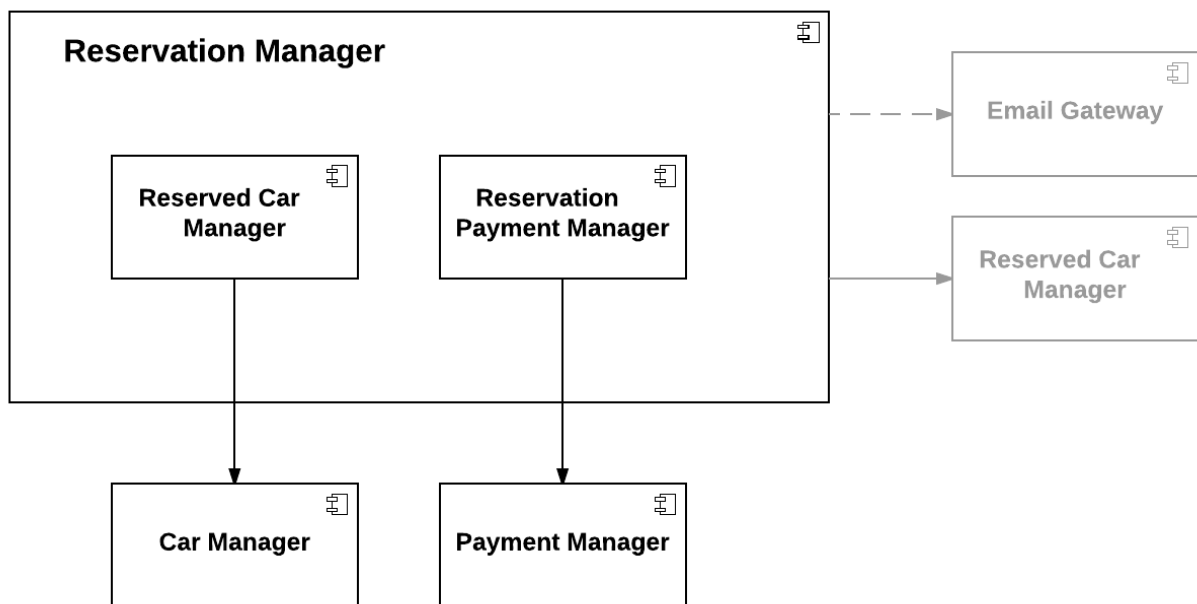 Reservation Manager
Email Gateway
Reserved Car
Manager
Reservation
Payment Manager
Reserved Car
Manager
Car Manager
Payment Manager